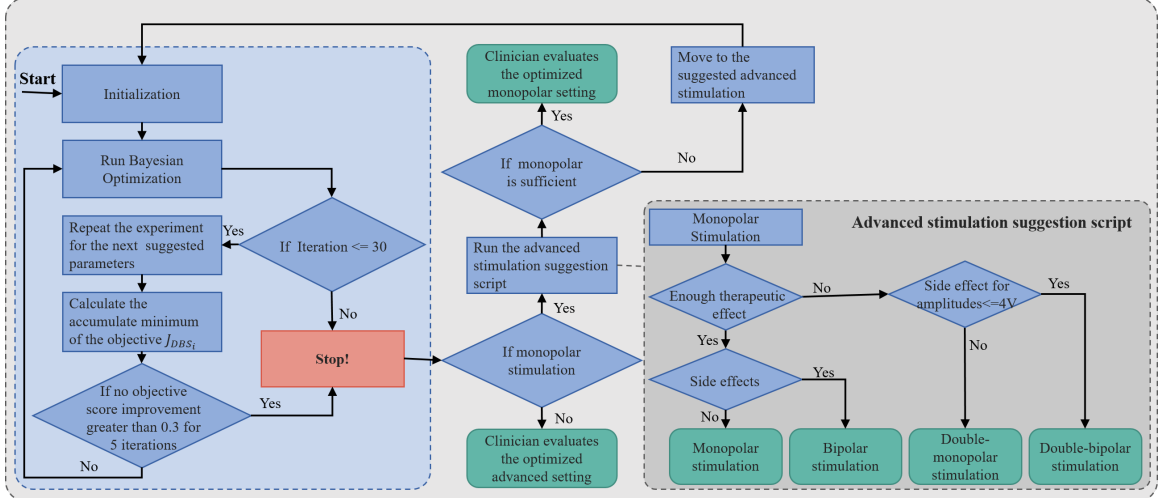 Start
Initialization
Run Bayesian
Optimization
If Iteration <= 30
Yes
No
Repeat the experiment
for the next suggested
parameters
Calculate the
accumulate minimum
of the objective J_{DBS_i}
If no objective
score improvement
greater than 0.3 for
5 iterations
Yes
No
Stop!
If monopolar
stimulation
Yes
No
Clinician evaluates
the optimized
advanced setting
Run the advanced
stimulation suggestion
script
If monopolar
is sufficient
Yes
No
Clinician evaluates
the optimized
monopolar setting
Move to the
suggested advanced
stimulation
Advanced stimulation suggestion script
Monopolar
Stimulation
Enough therapeutic
effect
No
Yes
Side effect for
amplitudes<=4V
Yes
No
Side effects
Yes
No
Monopolar
stimulation
Bipolar
stimulation
Double-
monopolar
stimulation
Double-bipolar
stimulation